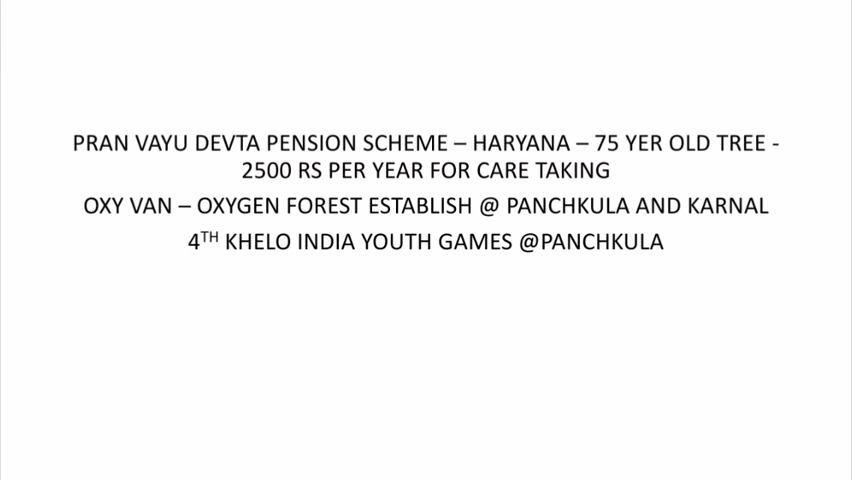 PRAN VAYU DEVTA PENSION SCHEME – HARYANA – 75 YER OLD TREE -
2500 RS PER YEAR FOR CARE TAKING
OXY VAN – OXYGEN FOREST ESTABLISH @ PANCHKULA AND KARNAL
4TH KHELO INDIA YOUTH GAMES @PANCHKULA